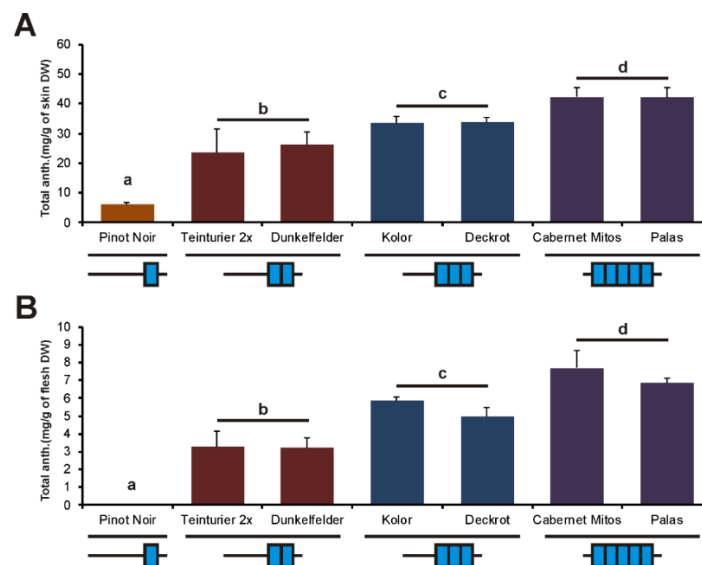 A
Total anth.(mg/g of skin DW)
60
50
40
30
20
10
0
a
b
c
d
Pinot Noir Teinturier 2x Dunkelfelder Kolor Deckrot Cabernet Mitos Palas
B
Total anth.(mg/g of flesh DW)
10
9
8
7
6
5
4
3
2
1
0
a
b
c
d
Pinot Noir Teinturier 2x Dunkelfelder Kolor Deckrot Cabernet Mitos Palas